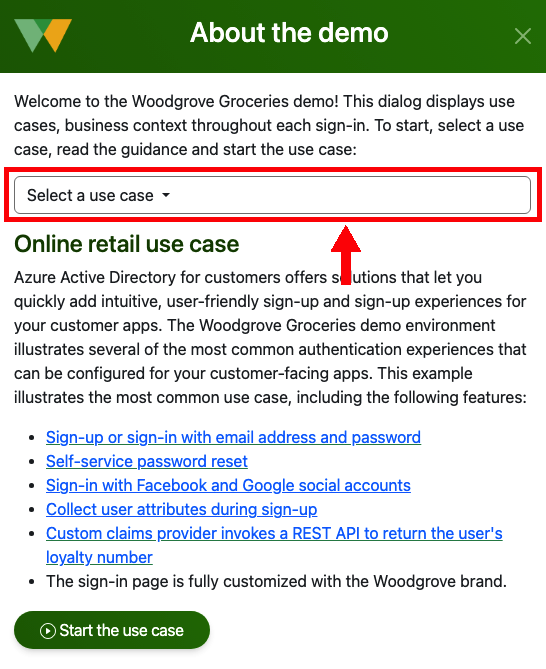 About the demo
Welcome to the Woodgrove Groceries demo! This dialog displays use
cases, business context throughout each sign-in. To start, select a use
case, read the guidance and start the use case:
Select a use case
Online retail use case
Azure Active Directory for customers offers solutions that let you
quickly add intuitive, user-friendly sign-up and sign-up experiences for
your customer apps. The Woodgrove Groceries demo environment
illustrates several of the most common authentication experiences that
can be configured for your customer-facing apps. This example
illustrates the most common use case, including the following features:
• Sign-up or sign-in with email address and password
• Self-service password reset
• Sign-in with Facebook and Google social accounts
• Collect user attributes during sign-up
• Custom claims provider invokes a REST API to return the user's
loyalty number
• The sign-in page is fully customized with the Woodgrove brand.
Start the use case